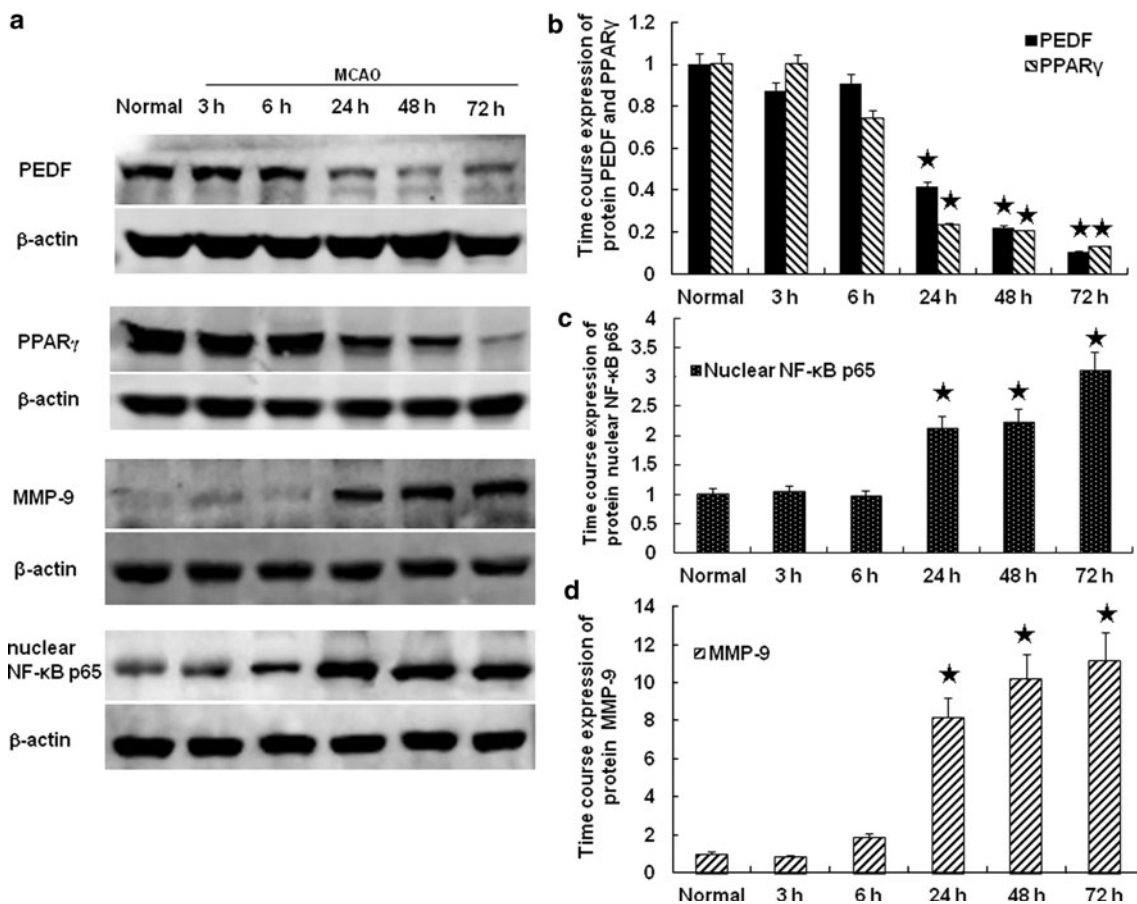 a
MCAO
Normal 3 h 6 h 24 h 48 h 72 h
PEDF
β-actin
PPARγ
β-actin
MMP-9
β-actin
nuclear
NF-κB p65
β-actin
b
Time course expression of
protein PEDF and PPARγ
1.2
1
0.8
0.6
0.4
0.2
0
PEDF
PPARγ
Normal 3 h 6 h 24 h 48 h 72 h
c
Time course expression of
protein nuclear NF-κB p65
4
3.5
3
2.5
2
1.5
1
0.5
0
Nuclear NF-κB p65
Normal 3 h 6 h 24 h 48 h 72 h
d
Time course expression of
protein MMP-9
14
12
10
8
6
4
2
0
MMP-9
Normal 3 h 6 h 24 h 48 h 72 h